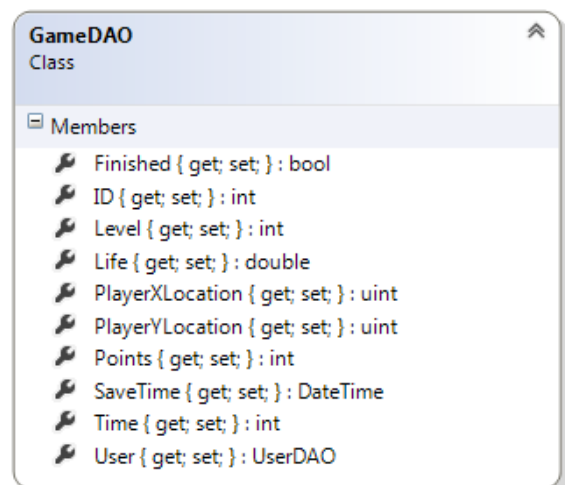 GameDAO
Class
Members
Finished { get; set; } : bool
ID { get; set; } : int
Level { get; set; } : int
Life { get; set; } : double
PlayerXLocation { get; set; } : uint
PlayerYLocation { get; set; } : uint
Points { get; set; } : int
SaveTime { get; set; } : DateTime
Time { get; set; } : int
User { get; set; } : UserDAO